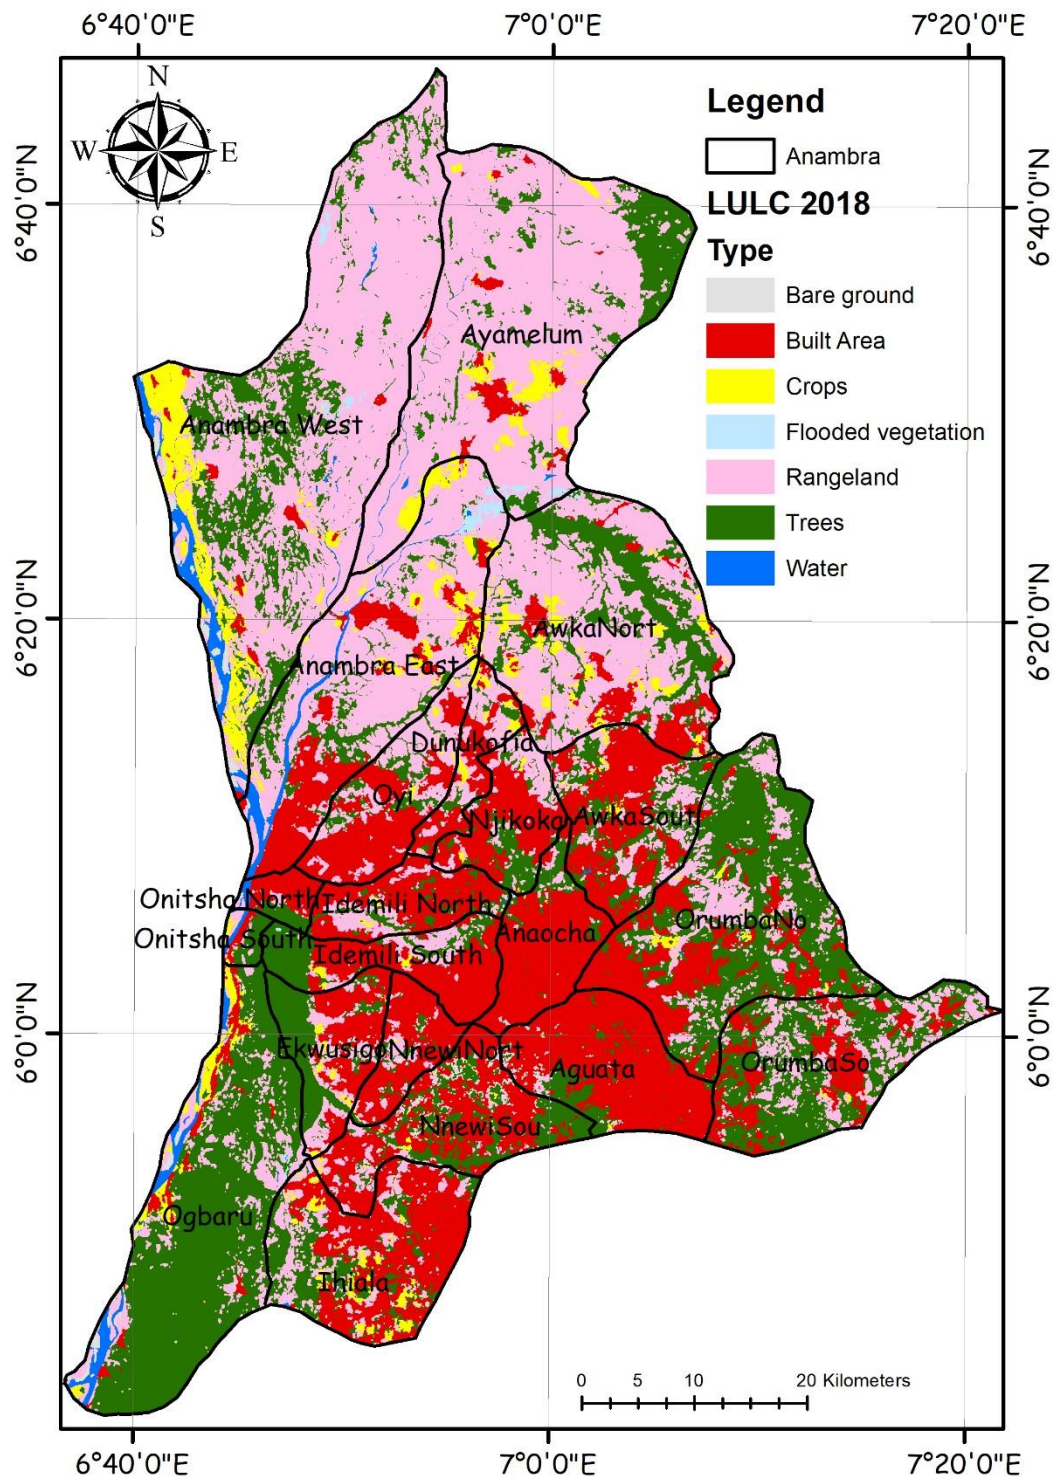 6°40'0"E 7°0'0"E 7°20'0"E
N
W E
S
Legend
Anambra
LULC 2018
Type
Bare ground
Built Area
Crops
Flooded vegetation
Rangeland
Trees
Water
6°40'0"N 6°40'0"N
Ayamelum
Anambra West
6°20'0"N 6°20'0"N
AwkaNort
Anambra East
Dunukofia
Oyi
Njikoka AwkaSout
Onitsha North Idemili North
OrumbaNo
Onitsha South Anaocha
Idemili South
6°0'0"N 6°0'0"N
Ekwusigo NnewiNort
OrumbaSo
Aguata
NnewiSou
Ogbaru
Ihiala
0 5 10 20 Kilometers
6°40'0"E 7°0'0"E 7°20'0"E